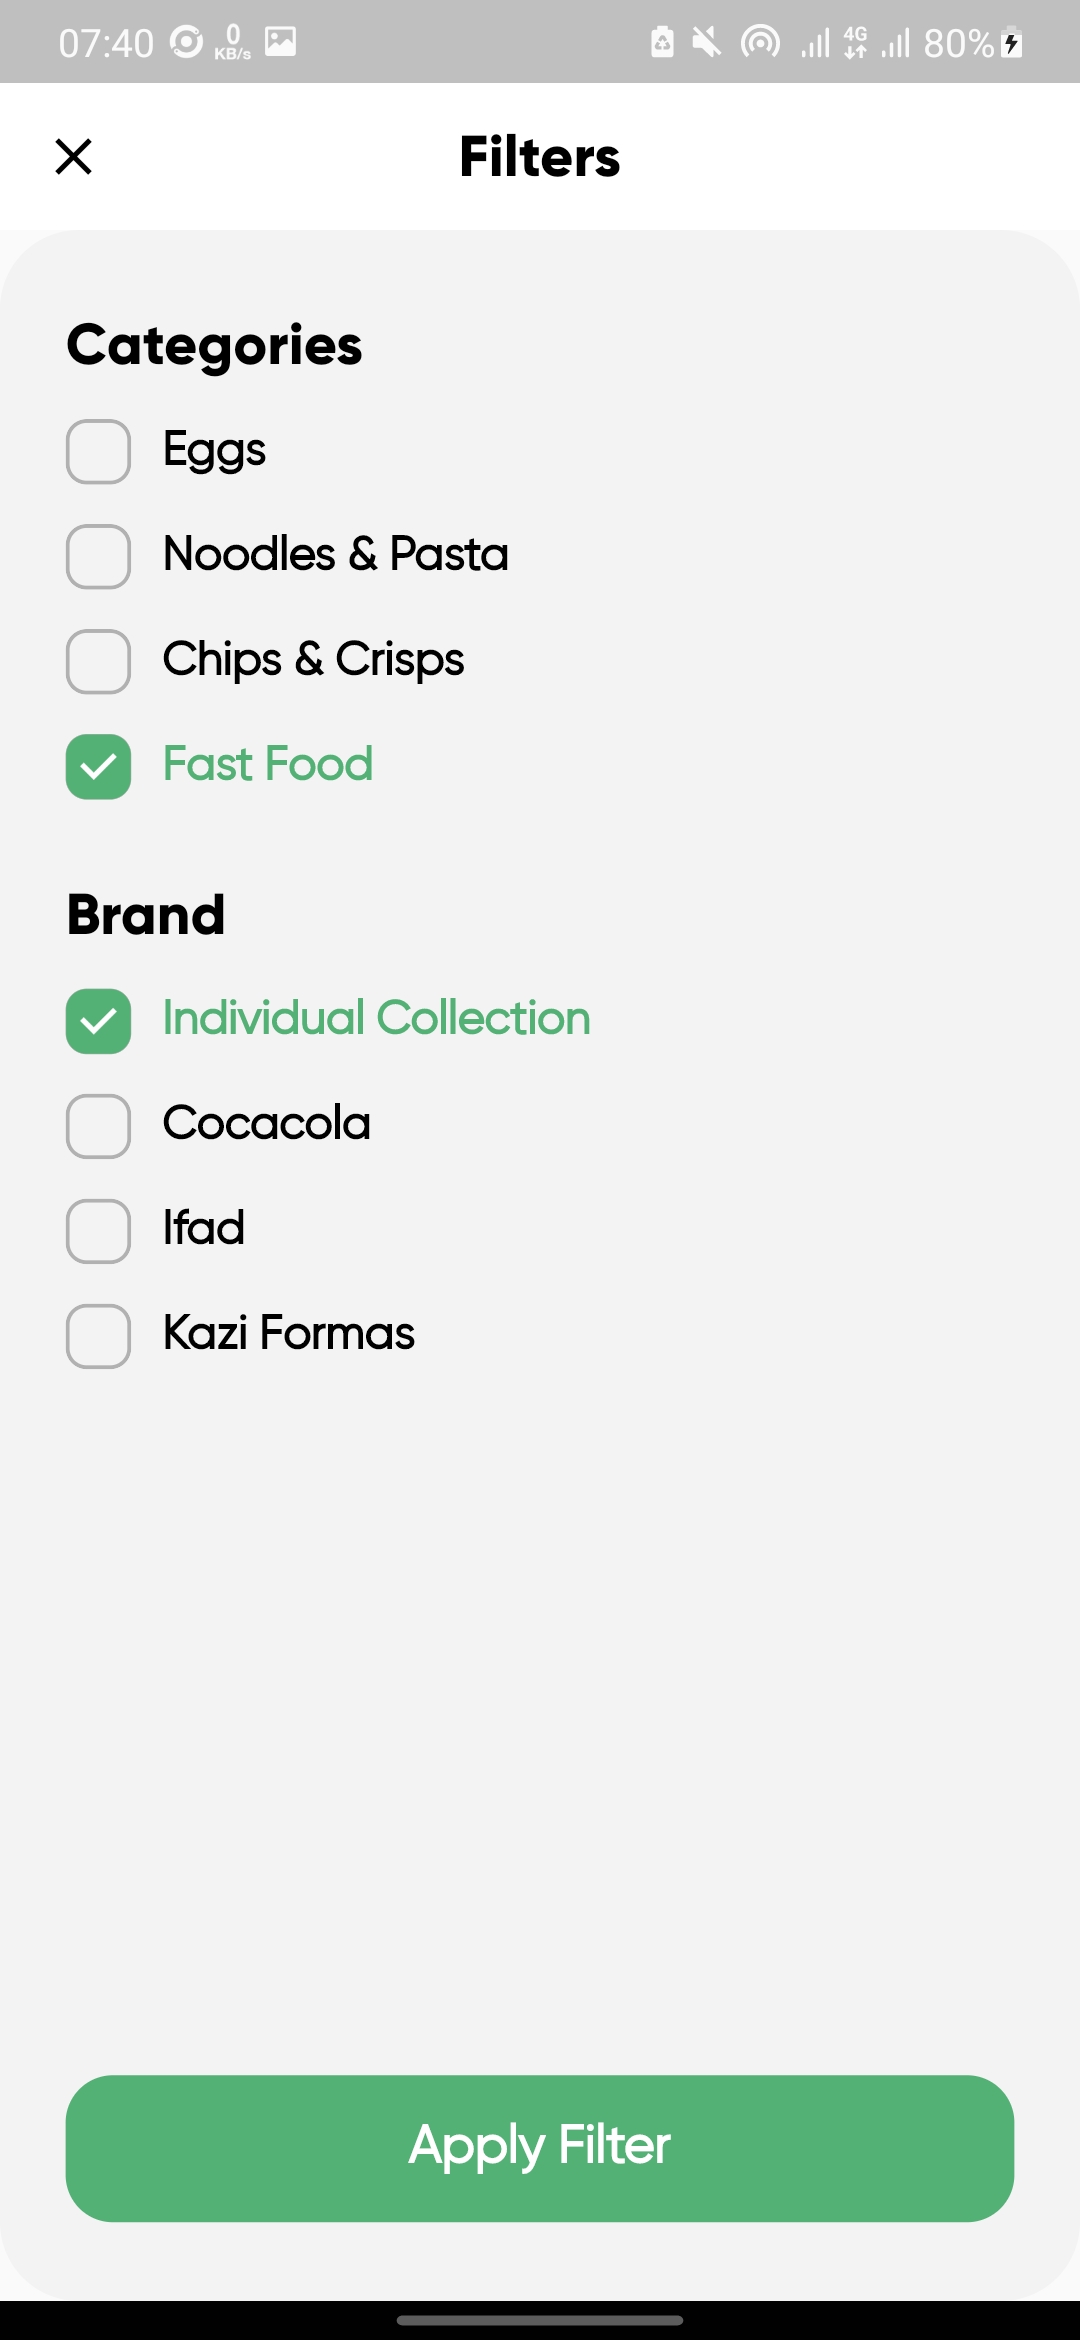 07:40 0 KB/s 4G 80%
Filters
Categories
Eggs
Noodles & Pasta
Chips & Crisps
Fast Food
Brand
Individual Collection
Cocacola
Ifad
Kazi Formas
Apply Filter